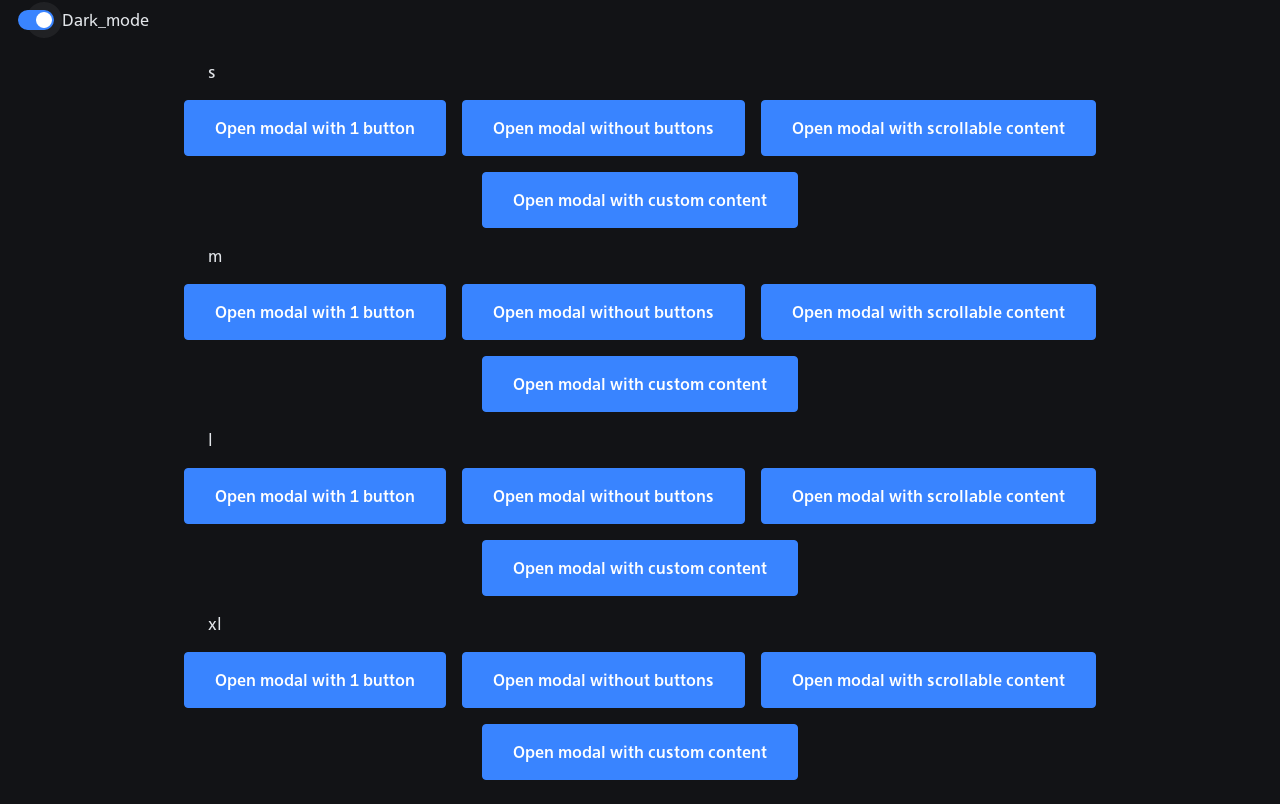 Dark_mode
s
Open modal with 1 button Open modal without buttons Open modal with scrollable content
Open modal with custom content
m
Open modal with 1 button Open modal without buttons Open modal with scrollable content
Open modal with custom content
l
Open modal with 1 button Open modal without buttons Open modal with scrollable content
Open modal with custom content
xl
Open modal with 1 button Open modal without buttons Open modal with scrollable content
Open modal with custom content